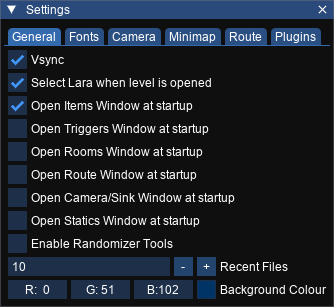 Settings
General Fonts Camera Minimap Route Plugins
Vsync
Select Lara when level is opened
Open Items Window at startup
Open Triggers Window at startup
Open Rooms Window at startup
Open Route Window at startup
Open Camera/Sink Window at startup
Open Statics Window at startup
Enable Randomizer Tools
10 - + Recent Files
R: 0 G: 51 B:102 Background Colour